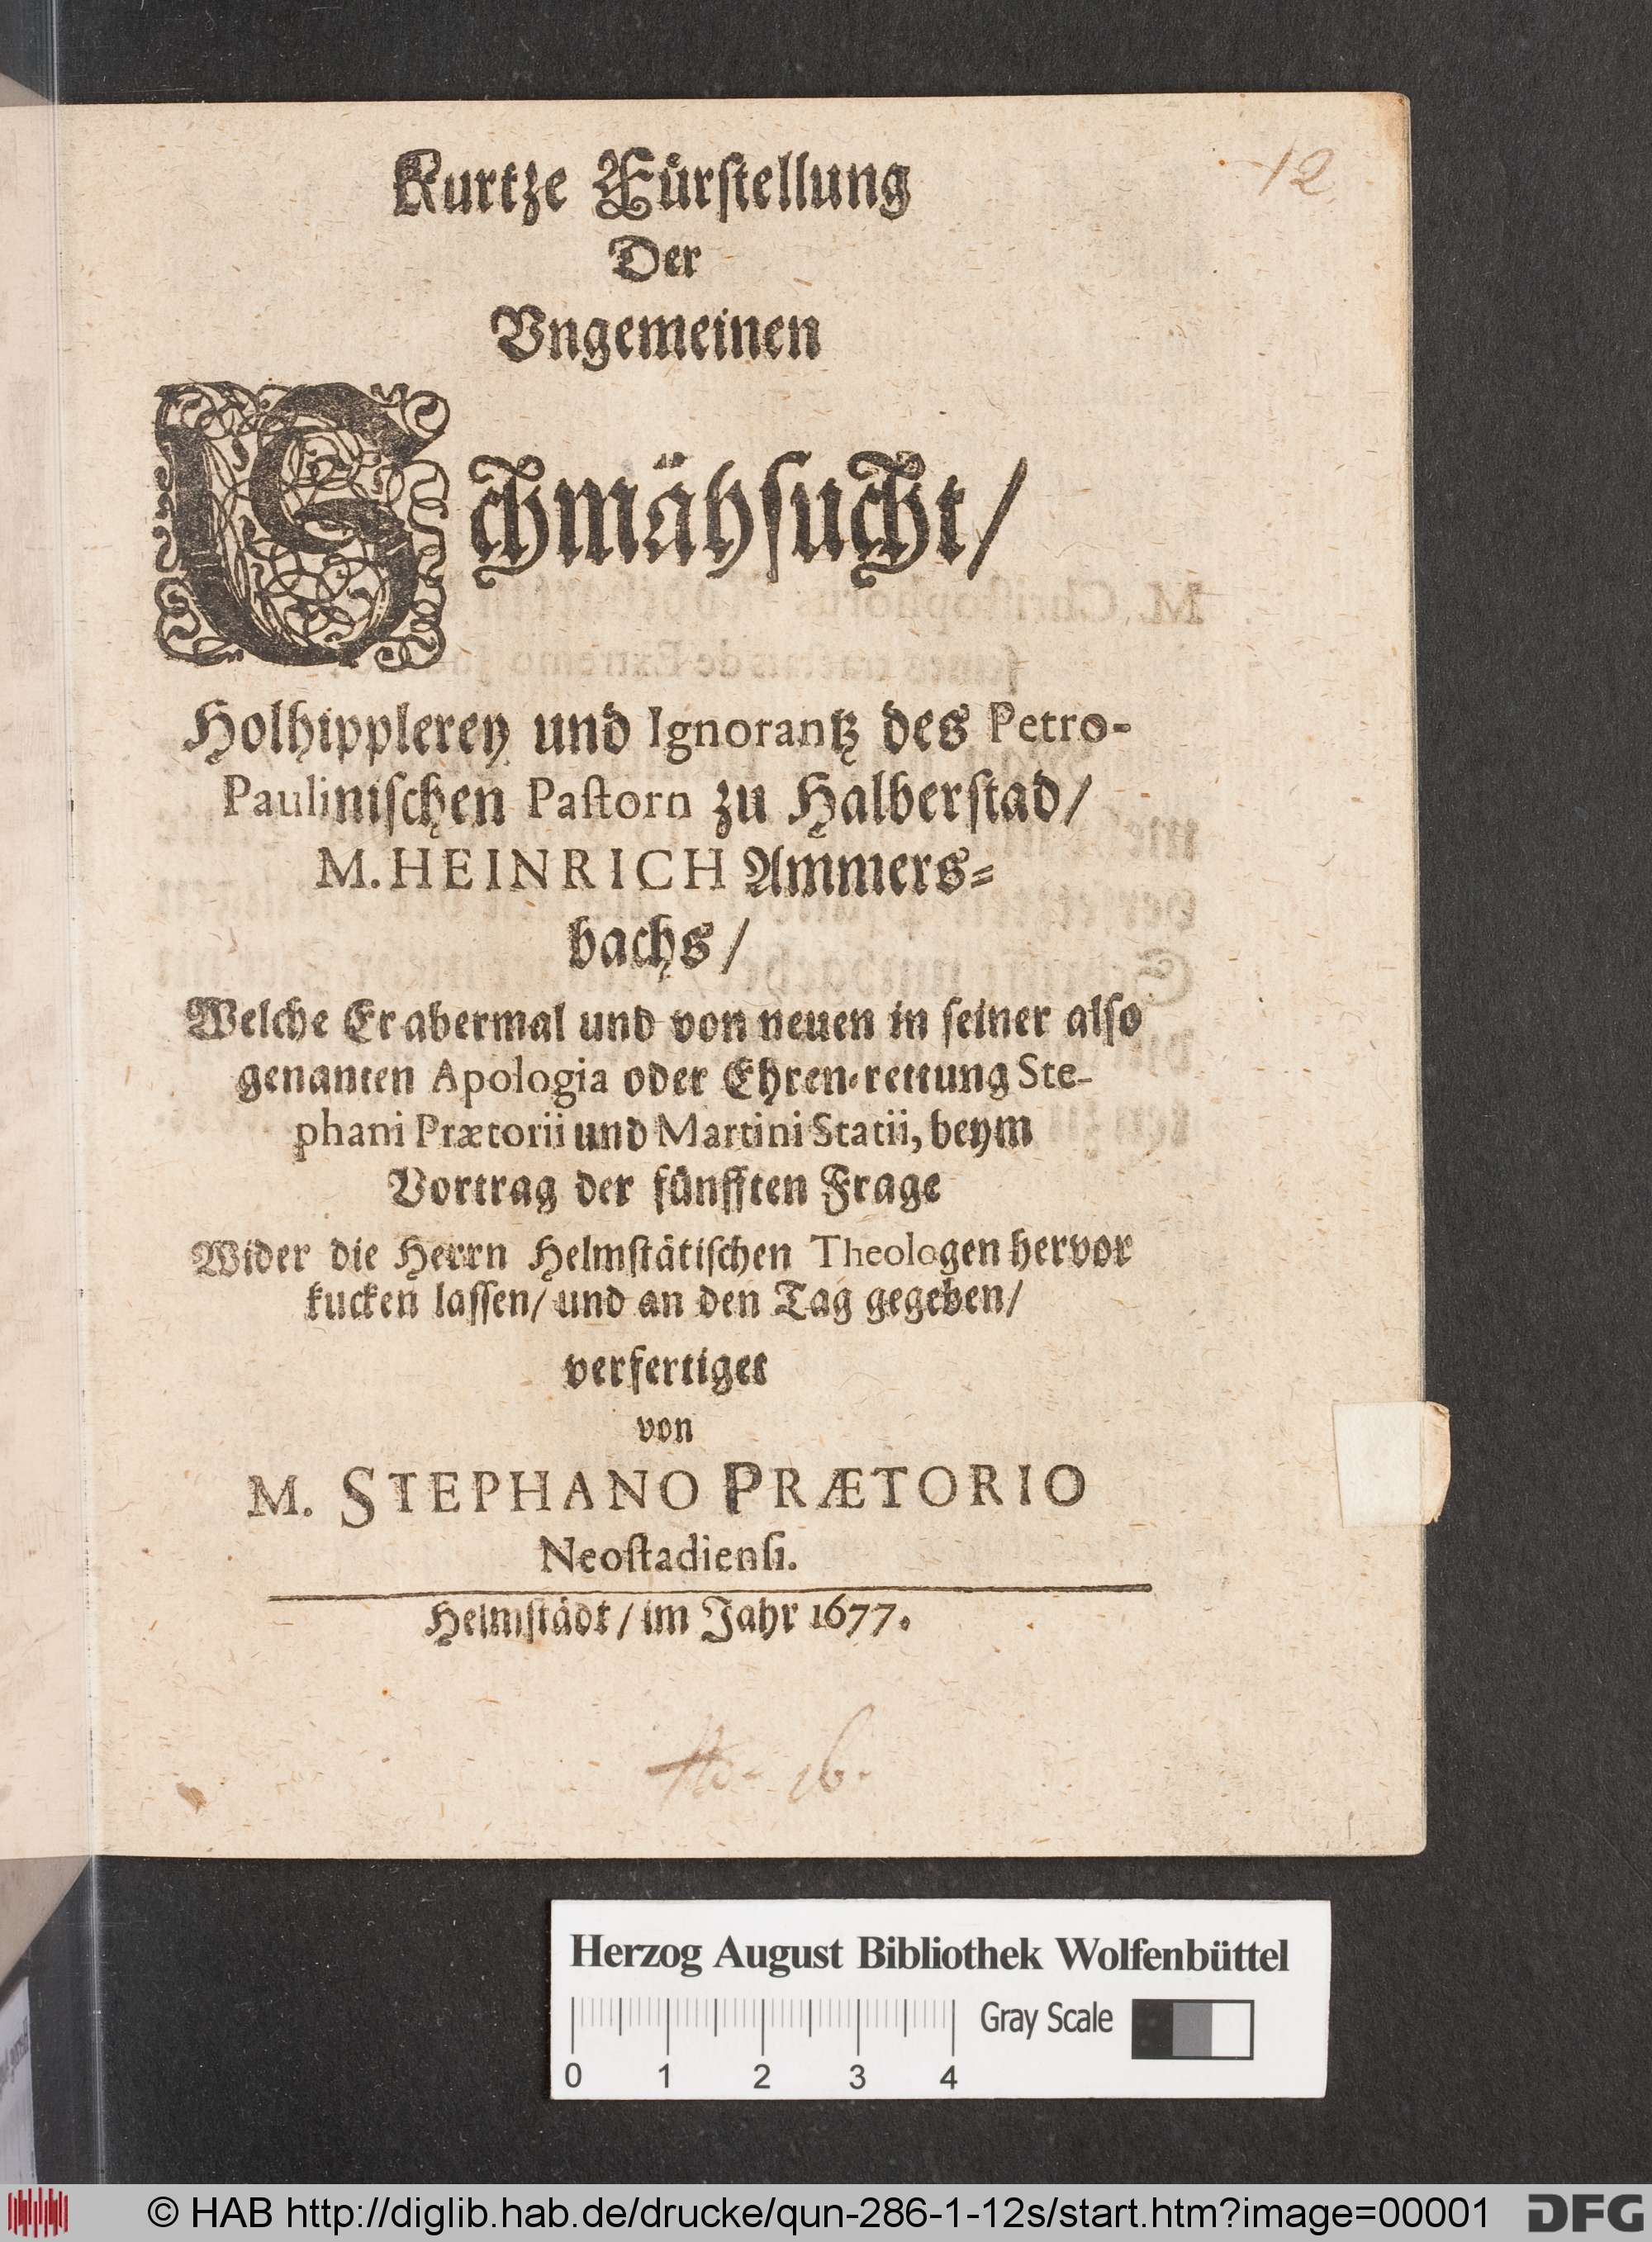 12
Kurtze Fürstellung
Der
Vngemeinen
Schmähsucht/
Holhipplerey und Ignorantz des Petro-
Paulinischen Pastorn zu Halberstad/
M. HEINRICH Ammers-
bachs/
Welche Er abermal und von neuen in seiner also
genanten Apologia oder Ehren-rettung Ste-
phani Prætorii und Martini Statii, beym
Vortrag der fünfften Frage
Wider die Herrn Helmstätischen Theologen hervor
kucken lassen/ und an den Tag gegeben/
verfertiget
von
M. STEPHANO PRÆTORIO
Neostadiensi.
Helmstädt/ im Jahr 1677.
16.
Herzog August Bibliothek Wolfenbüttel
Gray Scale
0 1 2 3 4
© HAB http://diglib.hab.de/drucke/qun-286-1-12s/start.htm?image=00001
DFG